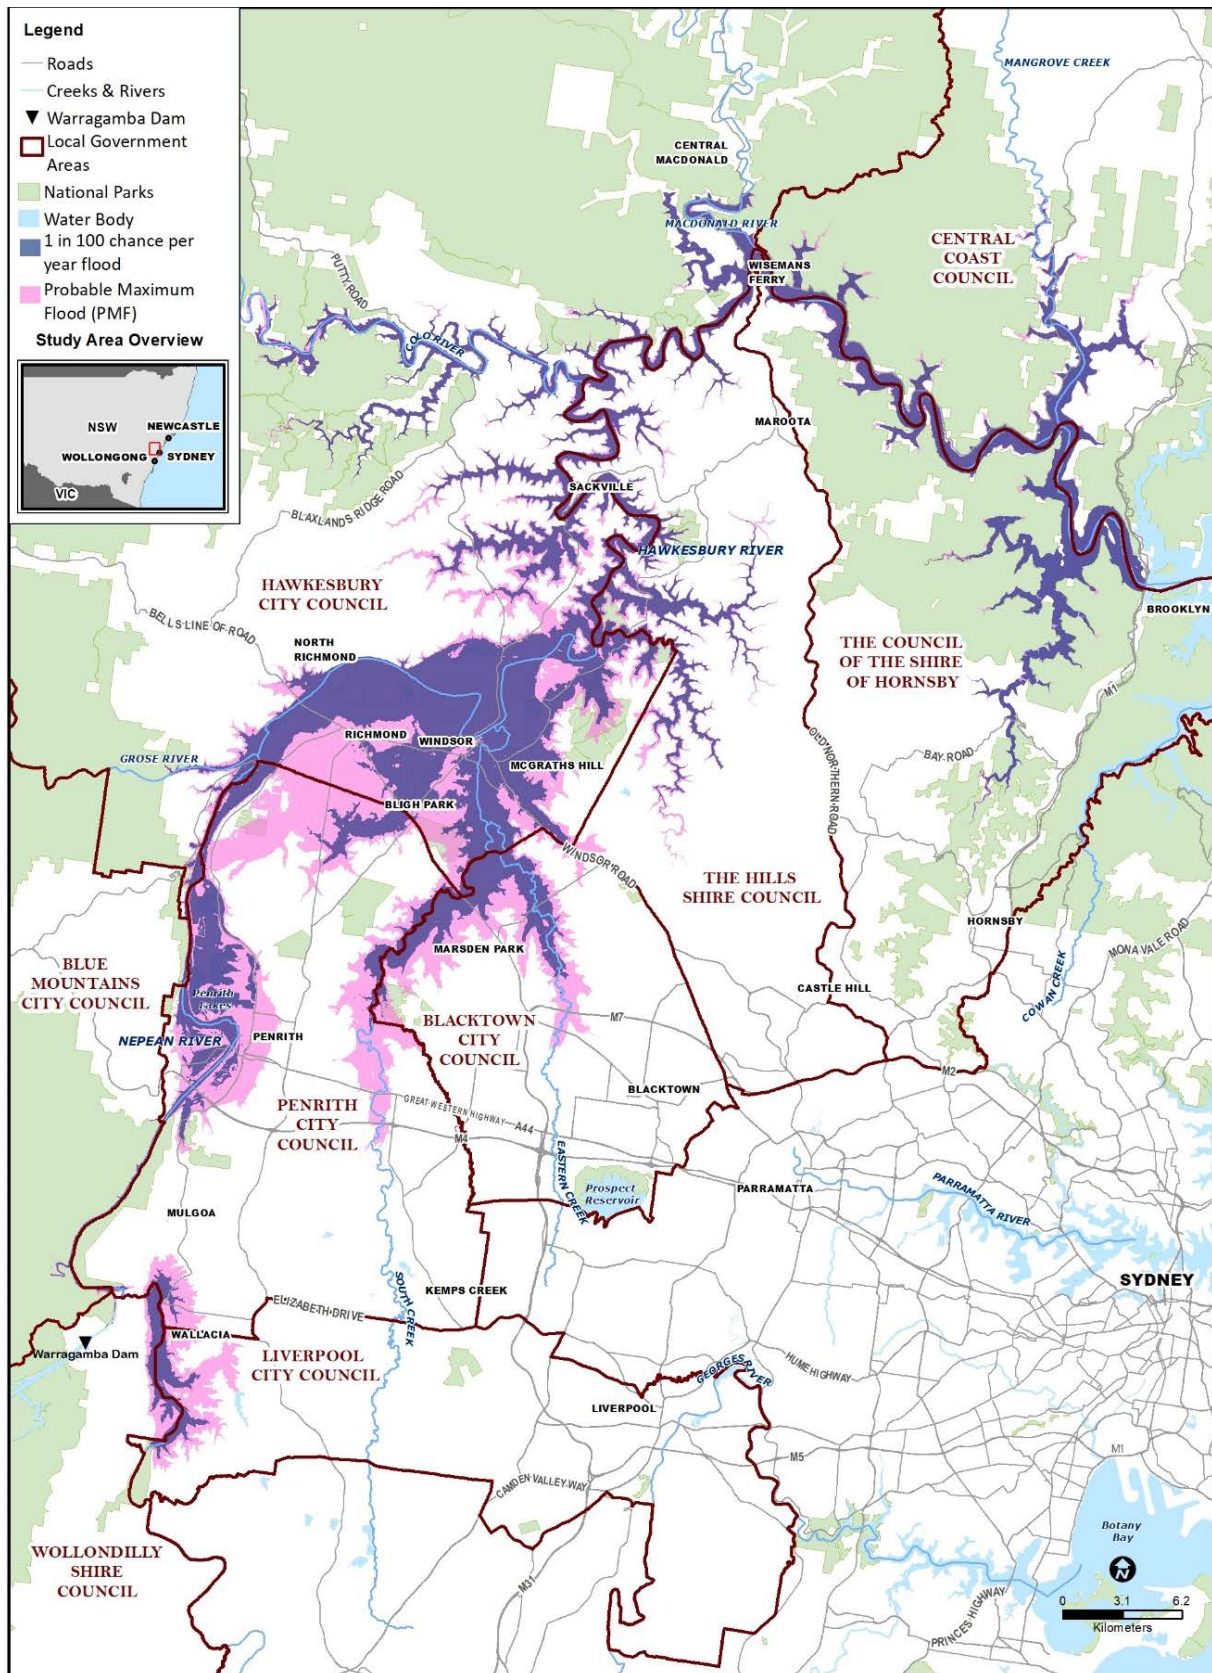 Legend
Roads
Creeks & Rivers
Warragamba Dam
Local Government
Areas
National Parks
Water Body
1 in 100 chance per
year flood
Probable Maximum
Flood (PMF)
Study Area Overview
NSW
NEWCASTLE
WOLLONGONG
SYDNEY
VIC
MANGROVE CREEK
CENTRAL
MACDONALD
MACDONALD RIVER
CENTRAL
COAST
COUNCIL
WISEMANS
FERRY
PUTTY ROAD
COLO RIVER
MAROOTA
SACKVILLE
BLAXLANDS RIDGE ROAD
HAWKESBURY RIVER
HAWKESBURY
CITY COUNCIL
BELLS LINE OF ROAD
BROOKLYN
NORTH
RICHMOND
THE COUNCIL
OF THE SHIRE
OF HORNSBY
M1
RICHMOND
WINDSOR
GROSE RIVER
MCGRATHS HILL
OLD NORTHERN ROAD
BAY ROAD
BLIGH PARK
WINDSOR ROAD
THE HILLS
SHIRE COUNCIL
HORNSBY
MONA VALE ROAD
MARSDEN PARK
BLUE
MOUNTAINS
CITY COUNCIL
Penrith
Lakes
CASTLE HILL
COWAN CREEK
BLACKTOWN
CITY
COUNCIL
M7
NEPEAN RIVER
PENRITH
M2
BLACKTOWN
PENRITH
CITY
COUNCIL
GREAT WESTERN HIGHWAY
A44
M4
EASTERN CREEK
Prospect
Reservoir
PARRAMATTA
PARRAMATTA RIVER
MULGOA
SYDNEY
SOUTH CREEK
KEMPS CREEK
ELIZABETH DRIVE
WALLACIA
Warragamba Dam
LIVERPOOL
CITY COUNCIL
GEORGES RIVER
HUME HIGHWAY
LIVERPOOL
M5
M1
CAMDEN VALLEY WAY
Botany
Bay
WOLLONDILLY
SHIRE
COUNCIL
M31
N
PRINCES HIGHWAY
0 3.1 6.2
Kilometers